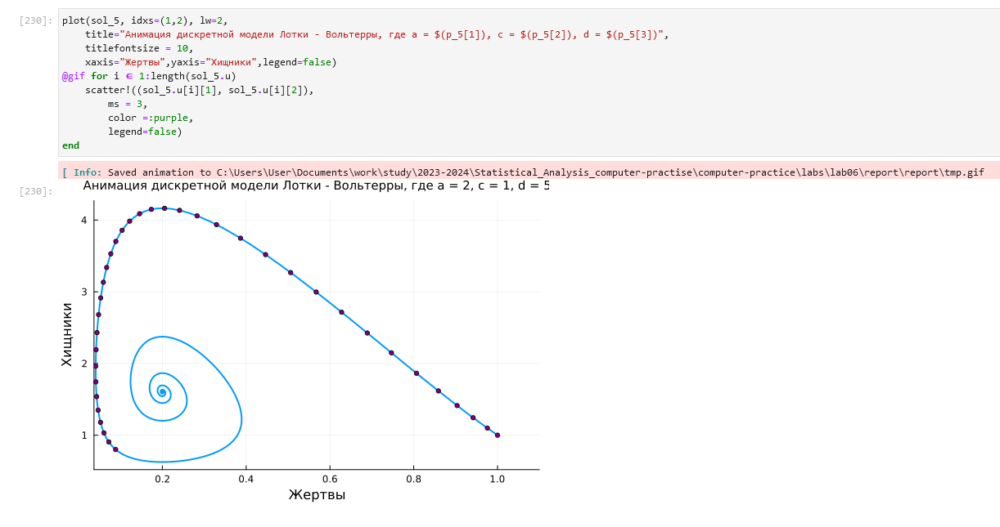 [230]:
plot(sol_5, idxs=(1,2), lw=2,
title="Анимация дискретной модели Лотки - Вольтерры, где a = $(p_5[1]), c = $(p_5[2]), d = $(p_5[3])",
titlefontsize = 10,
xaxis="Жертвы",yaxis="Хищники",legend=false)
@gif for i ∈ 1:length(sol_5.u)
scatter!((sol_5.u[i][1], sol_5.u[i][2]),
ms = 3,
color =:purple,
legend=false)
end
[ Info: Saved animation to C:\Users\User\Documents\work\study\2023-2024\Statistical_Analysis_computer-practise\computer-practice\labs\lab06\report\report\tmp.gif
[230]:
Анимация дискретной модели Лотки - Вольтерры, где a = 2, c = 1, d = 5
4
3
2
1
Хищники
0.2 0.4 0.6 0.8 1.0
Жертвы